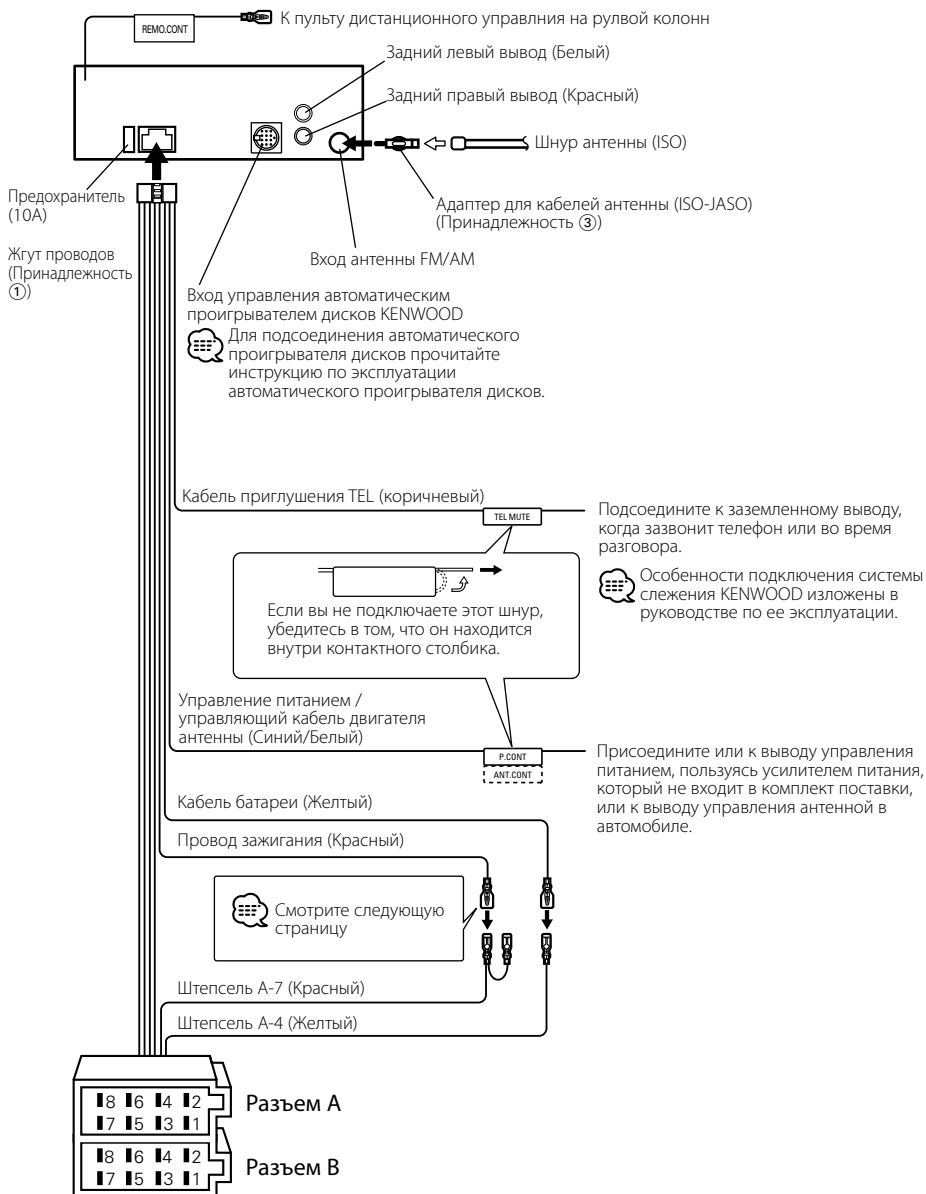 REMO.CONT
К пульту дистанционного управлния на рулвой колонн
Задний левый вывод (Белый)
Задний правый вывод (Красный)
Шнур антенны (ISO)
Адаптер для кабелей антенны (ISO-JASO)
(Принадлежность ③)
Вход антенны FM/AM
Предохранитель
(10A)
Жгут проводов
(Принадлежность
①)
Вход управления автоматическим
проигрывателем дисков KENWOOD
Для подсоединения автоматического
проигрывателя дисков прочитайте
инструкцию по эксплуатации
автоматического проигрывателя дисков.
Кабель приглушения TEL (коричневый)
TEL MUTE
Подсоедините к заземленному выводу,
когда зазвонит телефон или во время
разговора.
Особенности подключения системы
слежения KENWOOD изложены в
руководстве по ее эксплуатации.
Если вы не подключаете этот шнур,
убедитесь в том, что он находится
внутри контактного столбика.
Управление питанием /
управляющий кабель двигателя
антенны (Синий/Белый)
P.CONT
ANT.CONT
Присоедините или к выводу управления
питанием, пользуясь усилителем питания,
который не входит в комплект поставки,
или к выводу управления антенной в
автомобиле.
Кабель батареи (Желтый)
Провод зажигания (Красный)
Смотрите следующую
страницу
Штепсель А-7 (Красный)
Штепсель А-4 (Желтый)
8 6 4 2
7 5 3 1
Разъем А
8 6 4 2
7 5 3 1
Разъем В